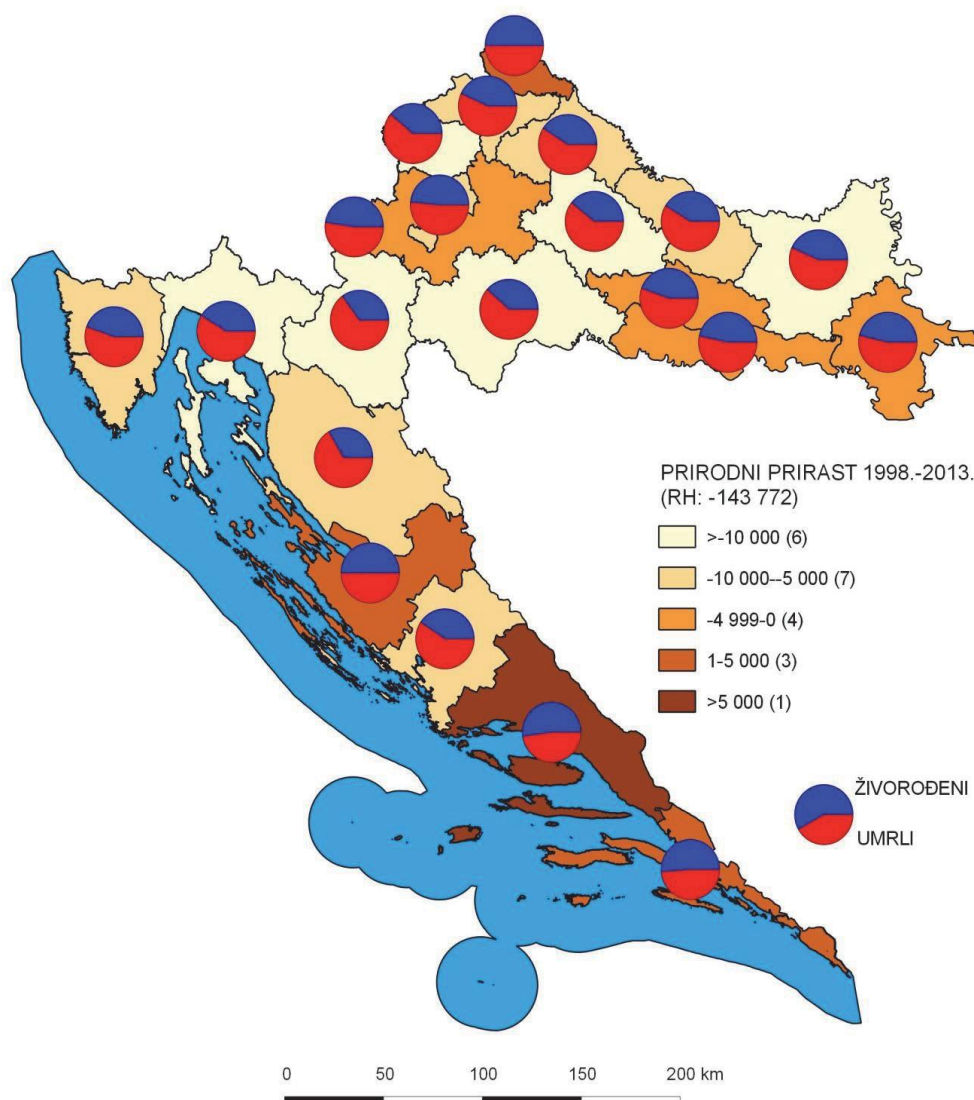 PRIRODNI PRIRAST 1998.-2013.
(RH: -143 772)
>-10 000 (6)
-10 000--5 000 (7)
-4 999-0 (4)
1-5 000 (3)
>5 000 (1)
ŽIVOROĐENI
UMRLI
0 50 100 150 200 km